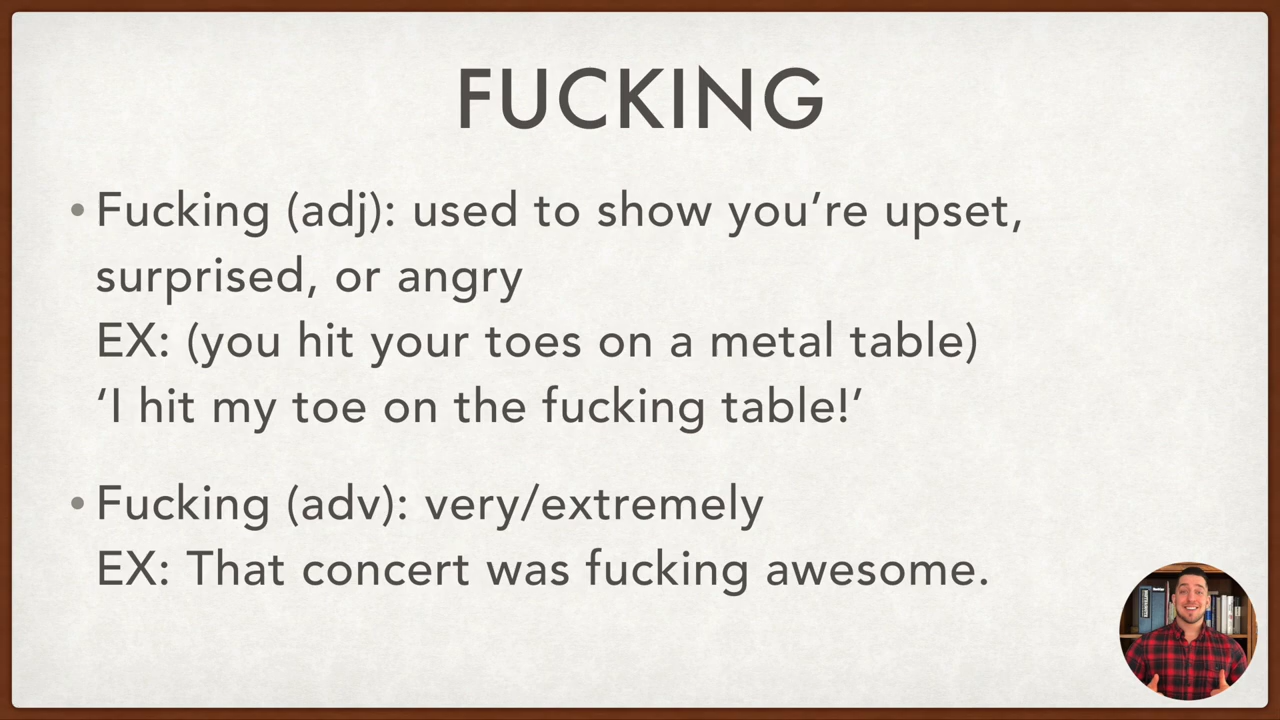 FUCKING
• Fucking (adj): used to show you’re upset,
surprised, or angry
EX: (you hit your toes on a metal table)
‘I hit my toe on the fucking table!’
• Fucking (adv): very/extremely
EX: That concert was fucking awesome.